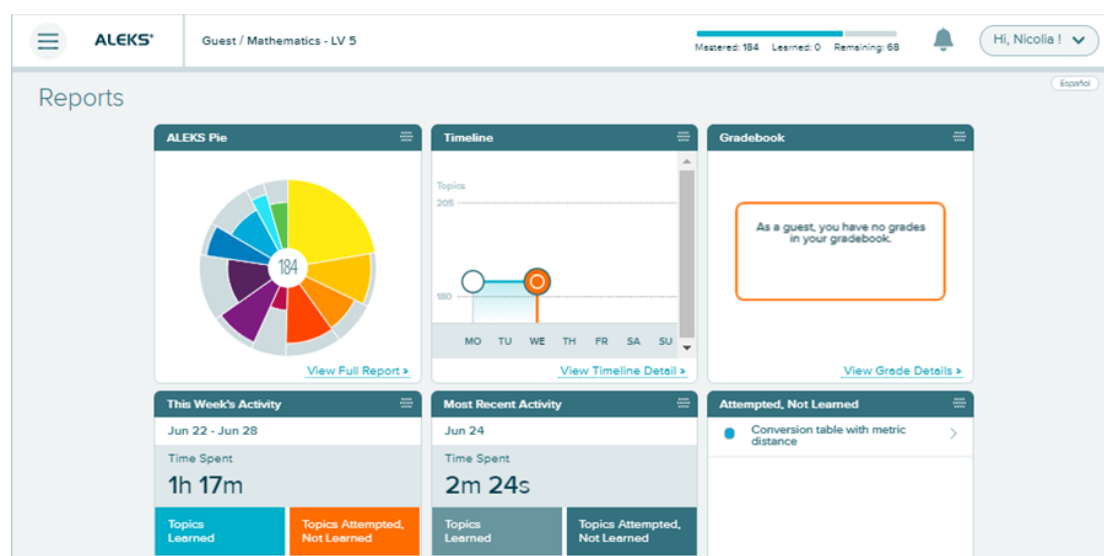 ALEKS®
Guest / Mathematics - LV 5
Mastered: 184 Learned: 0 Remaining: 68
Hi, Nicolia !
Español
Reports
ALEKS Pie
184
View Full Report »
Timeline
Topics
205
180
MO TU WE TH FR SA SU
View Timeline Detail »
Gradebook
As a guest, you have no grades
in your gradebook.
View Grade Details »
This Week's Activity
Jun 22 - Jun 28
Time Spent
1h 17m
Topics
Learned
Topics Attempted,
Not Learned
Most Recent Activity
Jun 24
Time Spent
2m 24s
Topics
Learned
Topics Attempted,
Not Learned
Attempted, Not Learned
Conversion table with metric
distance